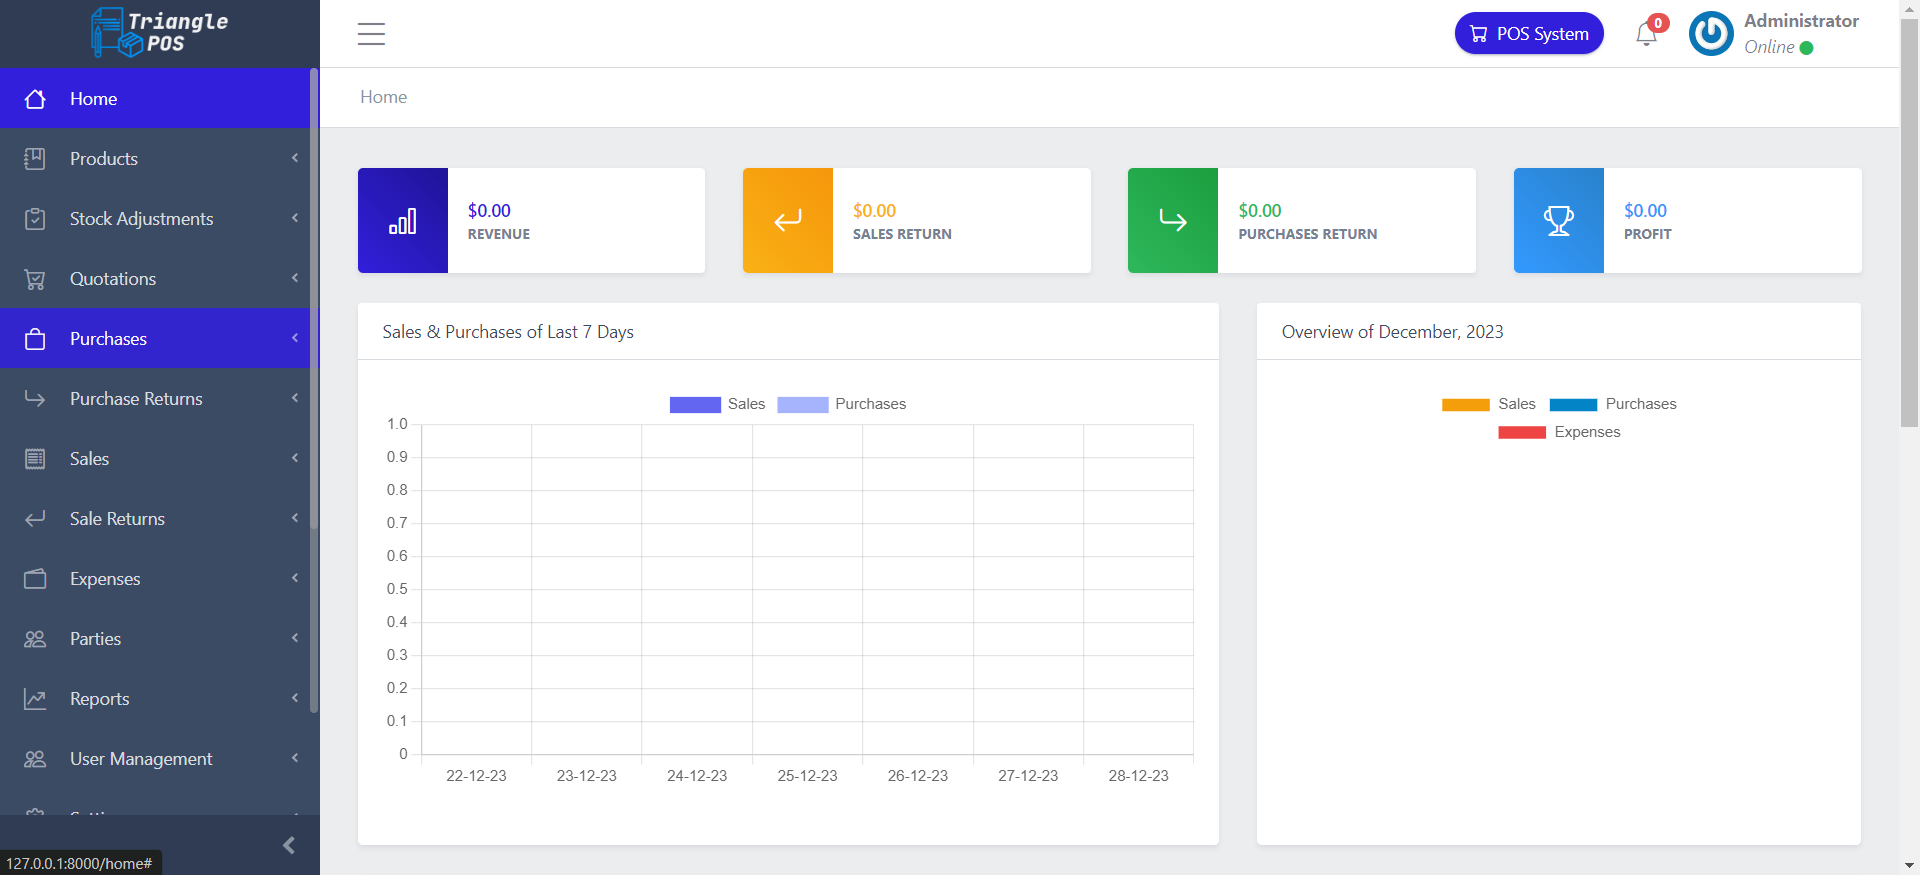 Triangle
POS
POS System
0
Administrator
Online
Home
Products
Stock Adjustments
Quotations
Purchases
Purchase Returns
Sales
Sale Returns
Expenses
Parties
Reports
User Management
127.0.0.1:8000/home#
Home
$0.00
REVENUE
$0.00
SALES RETURN
$0.00
PURCHASES RETURN
$0.00
PROFIT
Sales & Purchases of Last 7 Days
Sales Purchases
1.0
0.9
0.8
0.7
0.6
0.5
0.4
0.3
0.2
0.1
0
22-12-23 23-12-23 24-12-23 25-12-23 26-12-23 27-12-23 28-12-23
Overview of December, 2023
Sales Purchases
Expenses